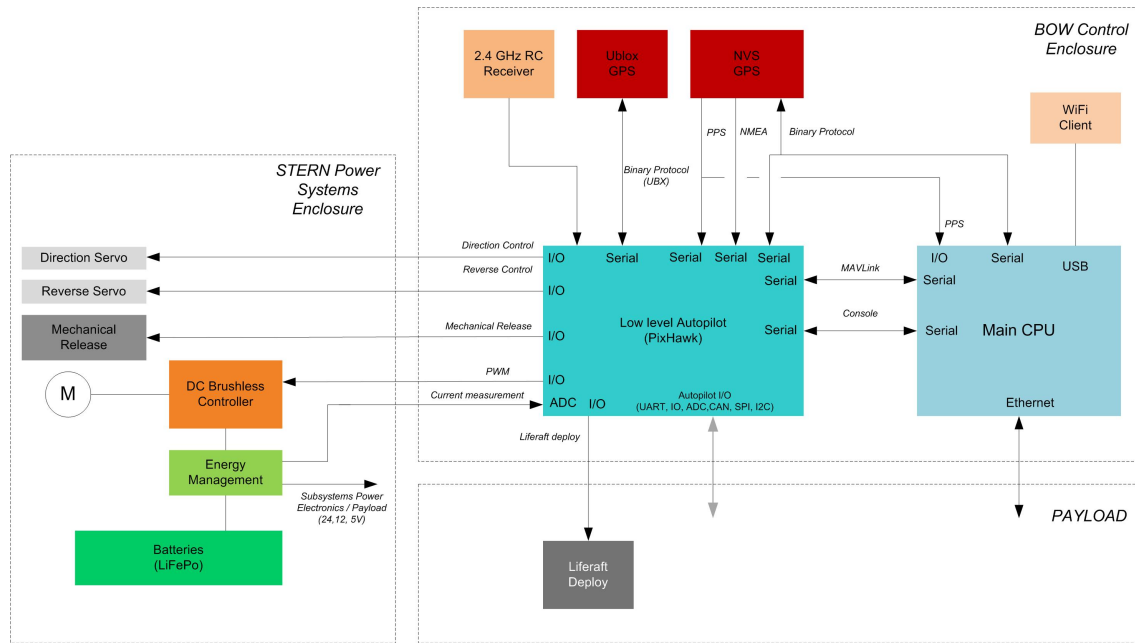 BOW Control
Enclosure
2.4 GHz RC
Receiver
Ublox
GPS
NVS
GPS
WiFi
Client
PPS
NMEA
Binary Protocol
Binary Protocol
(UBX)
PPS
STERN Power
Systems
Enclosure
Direction Servo
Reverse Servo
Mechanical
Release
M
DC Brushless
Controller
Energy
Management
Batteries
(LiFePo)
Direction Control
Reverse Control
Mechanical Release
PWM
Current measurement
Subsystems Power
Electronics / Payload
(24,12, 5V)
Liferaft deploy
I/O
Serial
Serial
Serial
Serial
I/O
Serial
I/O
Serial
I/O
ADC
I/O
Low level Autopilot
(PixHawk)
Autopilot I/O
(UART, IO, ADC,CAN, SPI, I2C)
MAVLink
Console
I/O
Serial
USB
Serial
Serial
Main CPU
Ethernet
PAYLOAD
Liferaft
Deploy